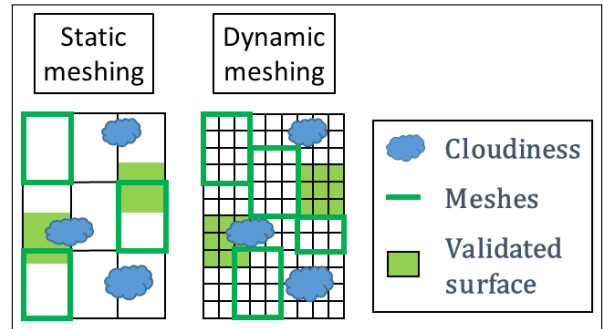 Static
meshing
Dynamic
meshing
Cloudiness
Meshes
Validated
surface